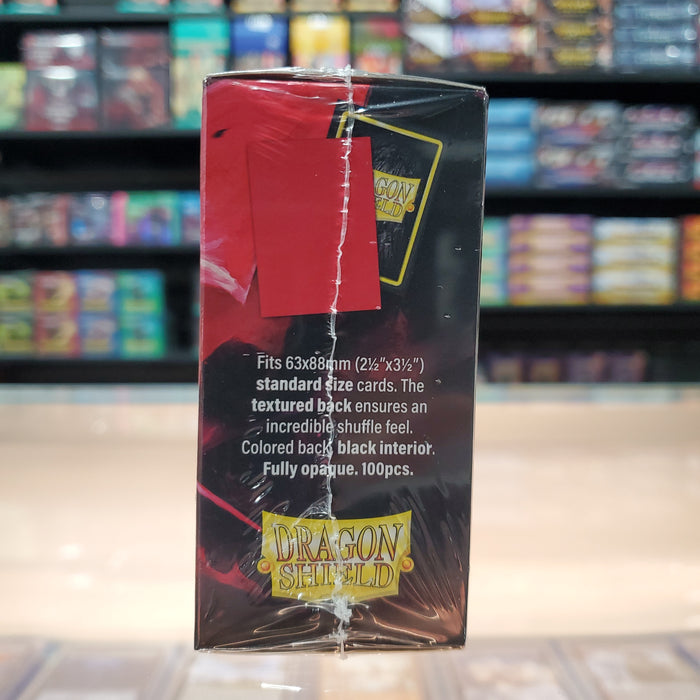 DRAGON
SHIELD
Fits 63x88mm (2½"x3½")
standard size cards. The
textured back ensures an
incredible shuffle feel.
Colored back, black interior.
Fully opaque. 100pcs.
DRAGON
SHIELD